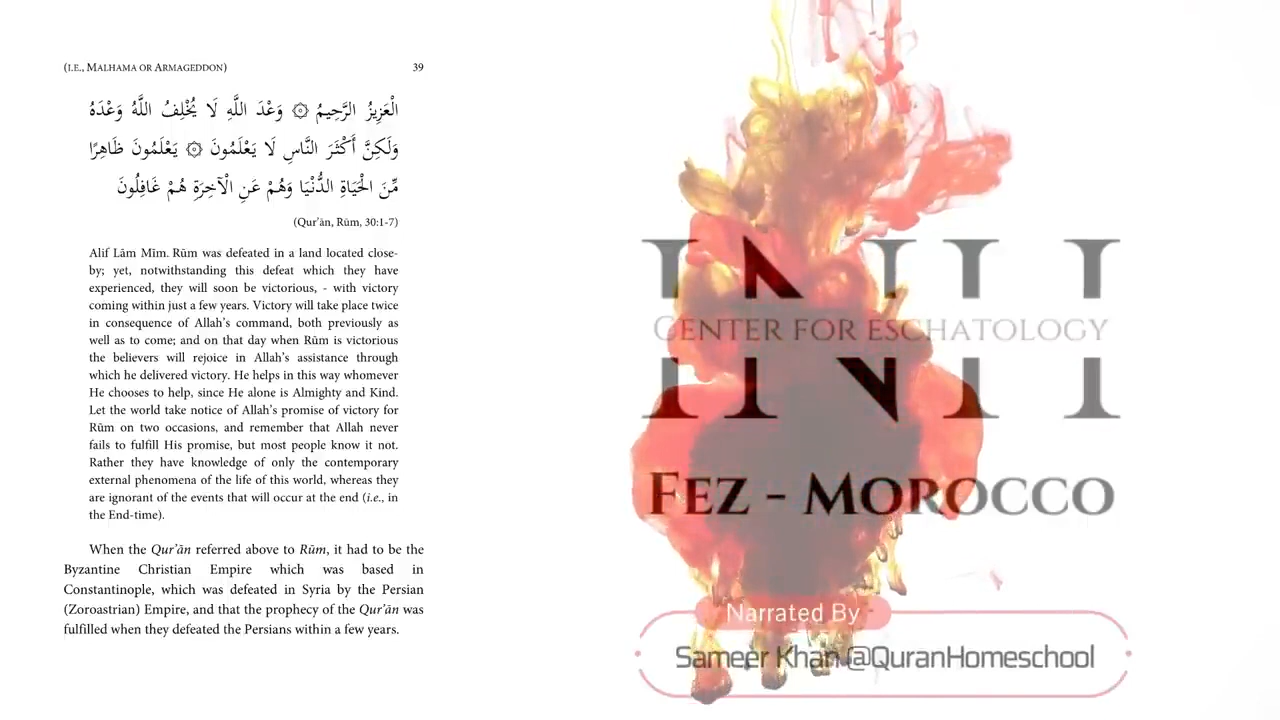 (I.E., MALHAMA OR ARMAGEDDON) 39
الْعَزِيزُ الرَّحِيمُ ۞ وَعْدَ اللَّهِ لَا يُخْلِفُ اللَّهُ وَعْدَهُ
وَلَكِنَّ أَكْثَرَ النَّاسِ لَا يَعْلَمُونَ ۞ يَعْلَمُونَ ظَاهِرًا
مِّنَ الْحَيَاةِ الدُّنْيَا وَهُمْ عَنِ الْآخِرَةِ هُمْ غَافِلُونَ
(Qur’ān, Rūm, 30:1-7)
Alif Lām Mīm. Rūm was defeated in a land located close-
by; yet, notwithstanding this defeat which they have
experienced, they will soon be victorious, - with victory
coming within just a few years. Victory will take place twice
in consequence of Allah’s command, both previously as
well as to come; and on that day when Rūm is victorious
the believers will rejoice in Allah’s assistance through
which he delivered victory. He helps in this way whomever
He chooses to help, since He alone is Almighty and Kind.
Let the world take notice of Allah’s promise of victory for
Rūm on two occasions, and remember that Allah never
fails to fulfill His promise, but most people know it not.
Rather they have knowledge of only the contemporary
external phenomena of the life of this world, whereas they
are ignorant of the events that will occur at the end (i.e., in
the End-time).
When the Qur’ān referred above to Rūm, it had to be the
Byzantine Christian Empire which was based in
Constantinople, which was defeated in Syria by the Persian
(Zoroastrian) Empire, and that the prophecy of the Qur’ān was
fulfilled when they defeated the Persians within a few years.
INH
CENTER FOR ESCHATOLOGY
FEZ - MOROCCO
Narrated By
Sameer Khan @QuranHomeschool